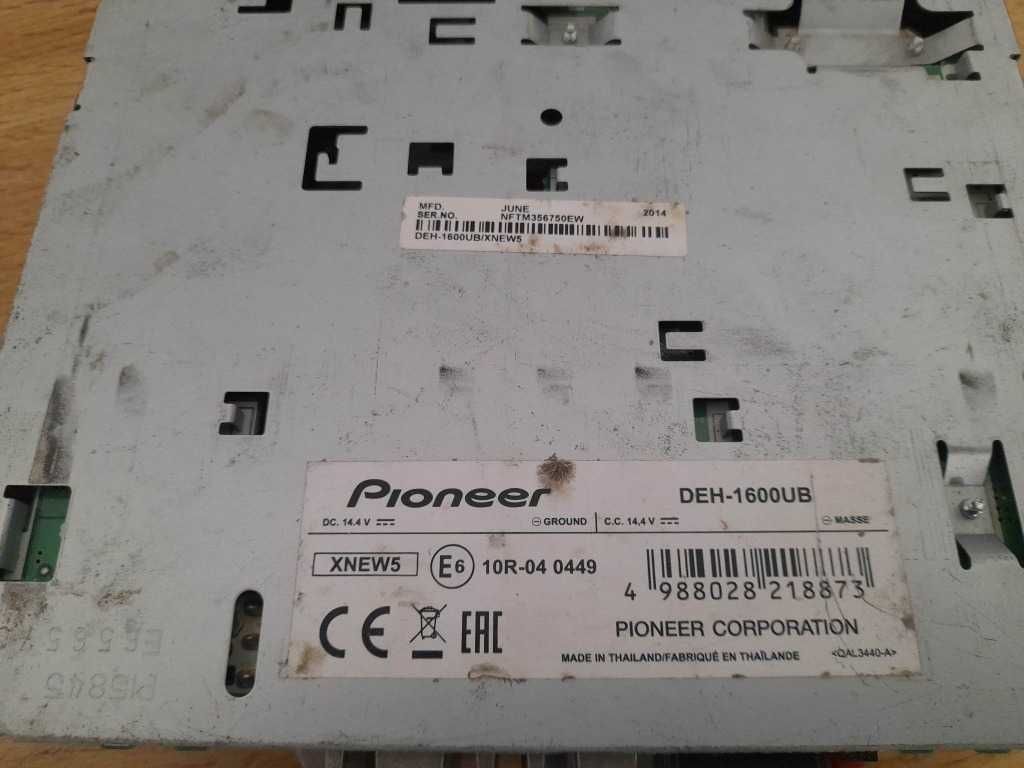 MFD. JUNE 2014
SER.NO. NFTM356750EW
DEH-1600UB/XNEW5
Pioneer DEH-1600UB
DC. 14.4 V ⎓ ⊖ GROUND C.C. 14,4 V ⎓ ⊖ MASSE
XNEW5 E6 10R-04 0449
4 988028 218873
CE EAC
PIONEER CORPORATION
MADE IN THAILAND/FABRIQUÉ EN THAÏLANDE <QAL3440-A>